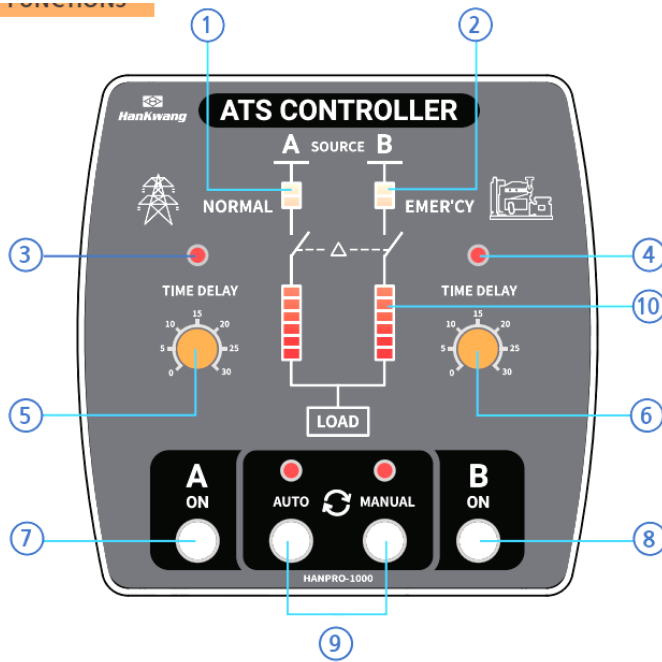 FUNCTIONS
1
2
HanKwang
ATS CONTROLLER
A SOURCE B
NORMAL
EMER'CY
3
4
TIME DELAY
TIME DELAY
10
0 5 10 15 20 25 30
0 5 10 15 20 25 30
5
6
LOAD
A
ON
AUTO
MANUAL
B
ON
7
8
HANPRO-1000
9